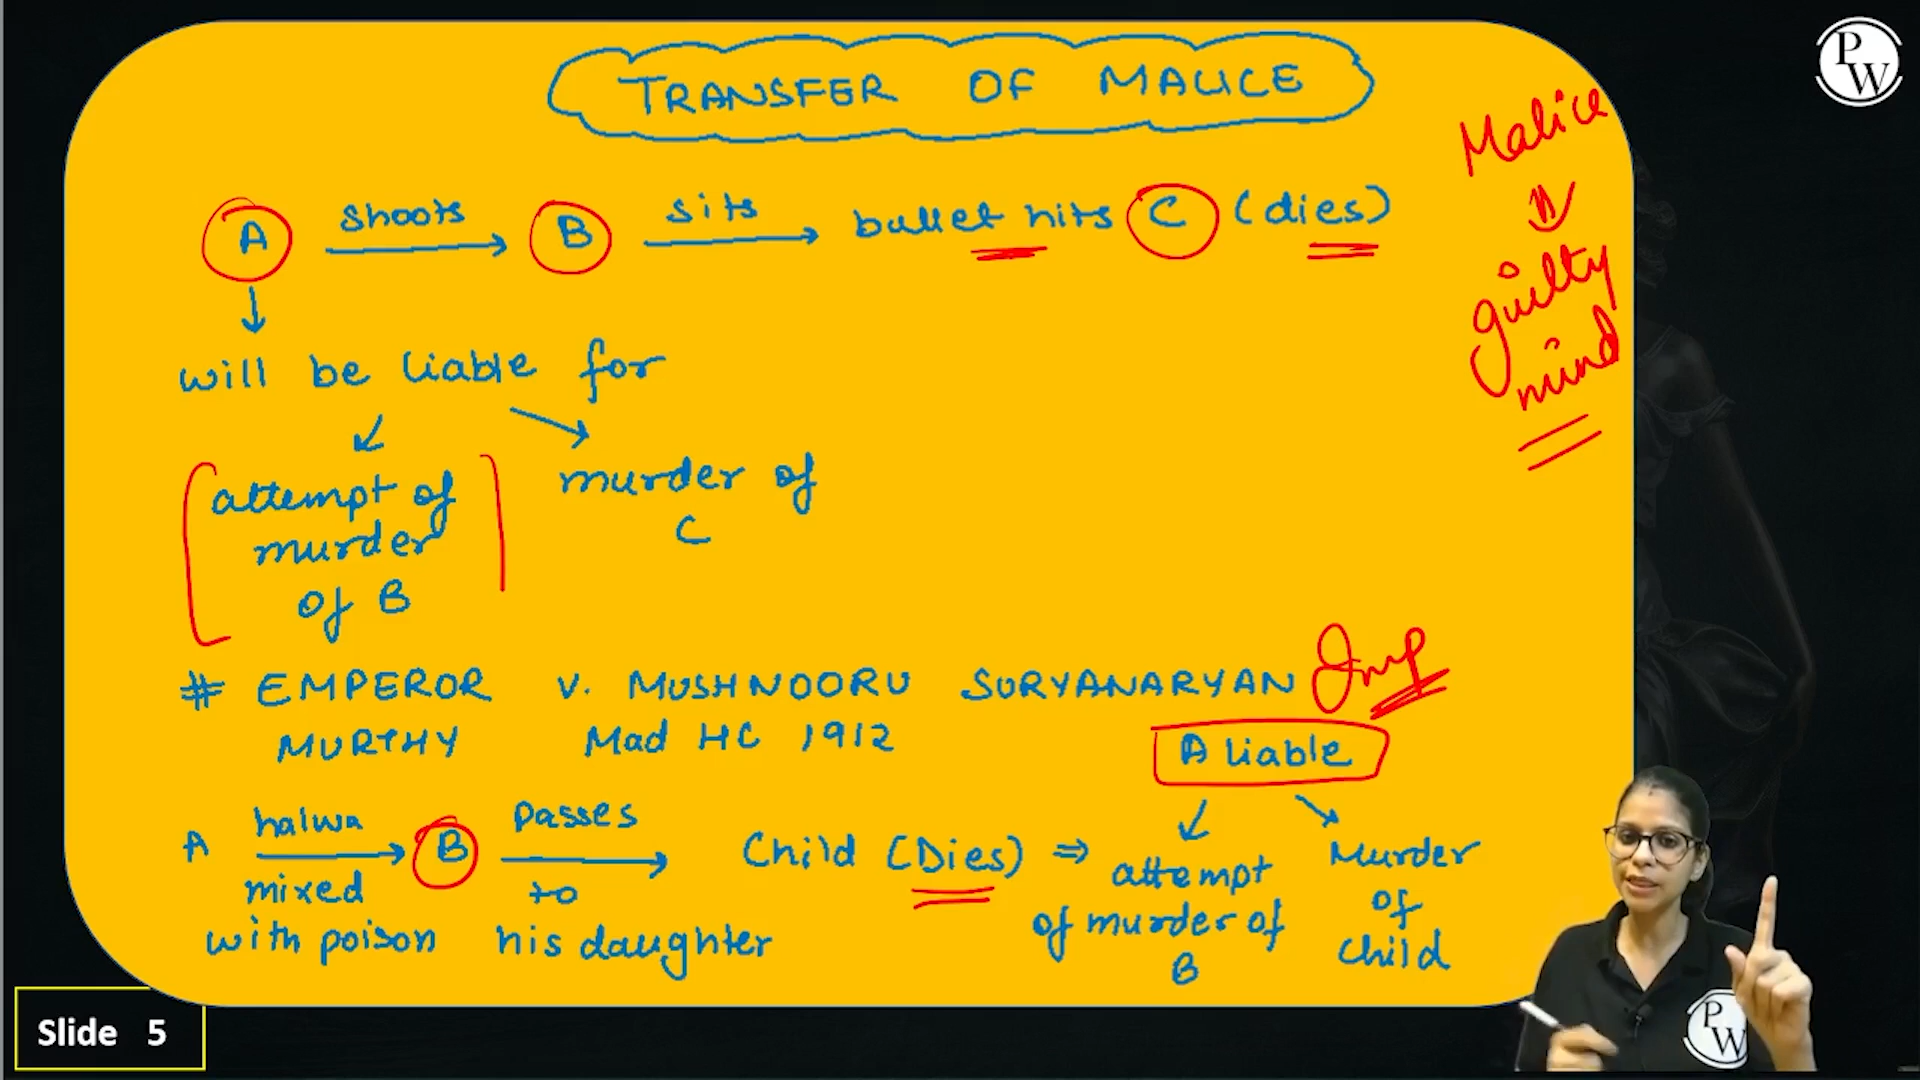 TRANSFER OF MALICE
PW
Malice
A shoots B sits bullet hits C (dies)
guilty
mind
will be liable for
attempt of
murder
of B
murder of
C
# EMPEROR V. MUSHNOORU SURYANARYAN Imp
MURTHY Mad HC 1912
A liable
A halwa mixed with poison B Passes to his daughter Child (Dies) ⇒
attempt
of murder of
B
Murder
of
child
PW
Slide 5